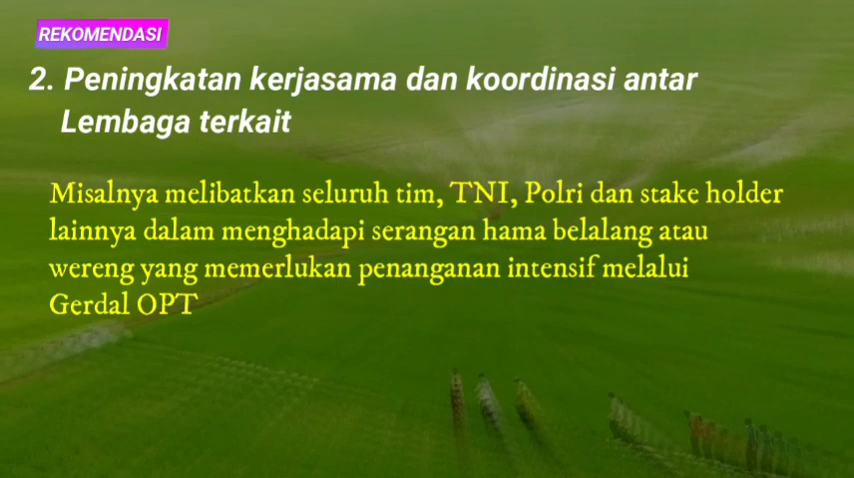 REKOMENDASI
2. Peningkatan kerjasama dan koordinasi antar
Lembaga terkait
Misalnya melibatkan seluruh tim, TNI, Polri dan stake holder
lainnya dalam menghadapi serangan hama belalang atau
wereng yang memerlukan penanganan intensif melalui
Gerdal OPT